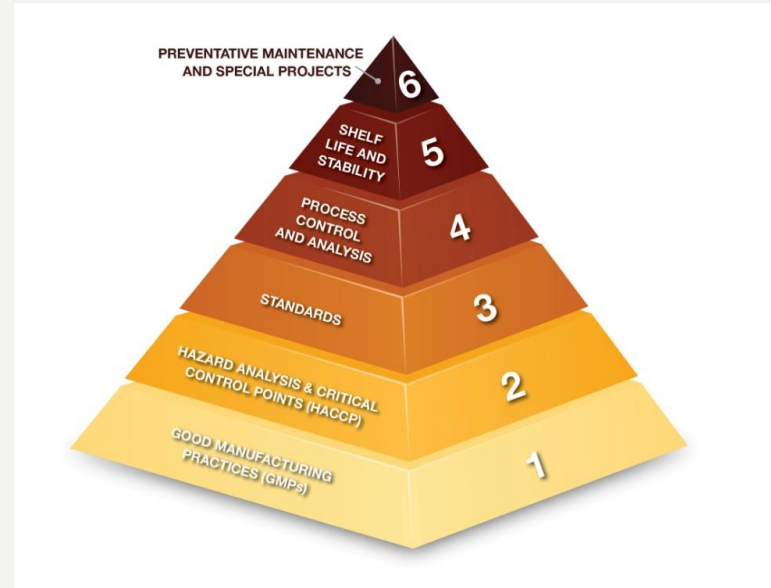 PREVENTATIVE MAINTENANCE
AND SPECIAL PROJECTS
6
SHELF
LIFE AND
STABILITY
5
PROCESS
CONTROL
AND ANALYSIS
4
STANDARDS
3
HAZARD ANALYSIS & CRITICAL
CONTROL POINTS (HACCP)
2
GOOD MANUFACTURING
PRACTICES (GMPs)
1